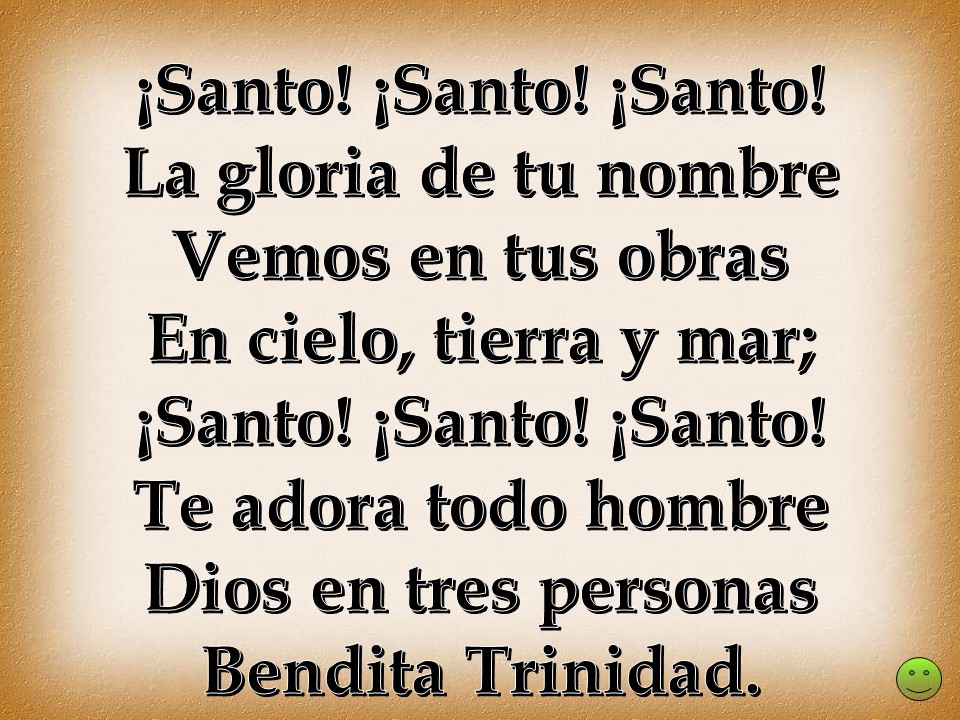 ¡Santo! ¡Santo! ¡Santo!
La gloria de tu nombre
Vemos en tus obras
En cielo, tierra y mar;
¡Santo! ¡Santo! ¡Santo!
Te adora todo hombre
Dios en tres personas
Bendita Trinidad.